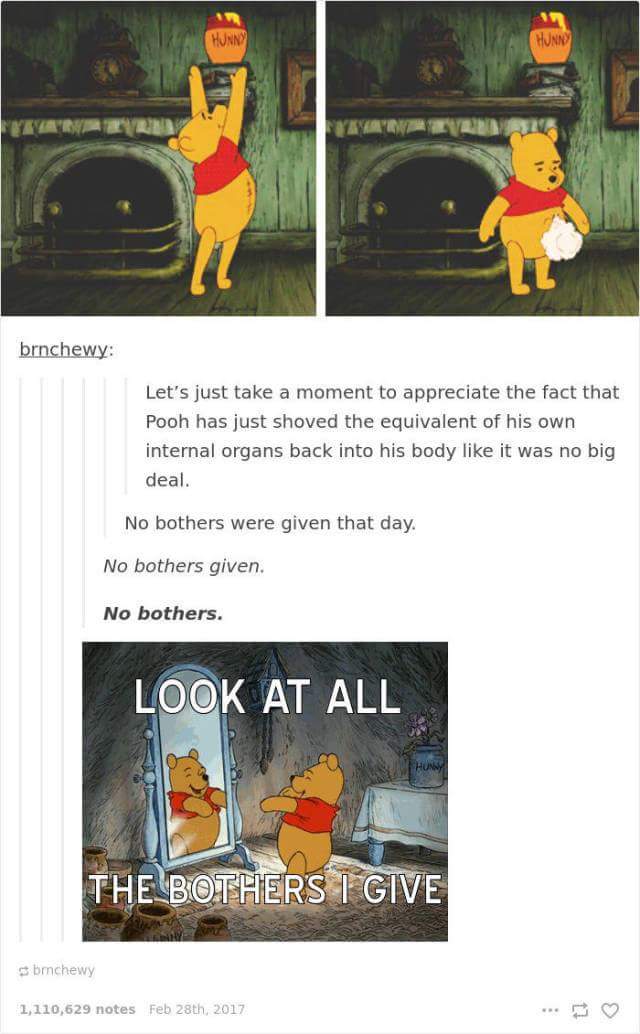 HUNNY
HUNNY
brnchewy:
Let's just take a moment to appreciate the fact that
Pooh has just shoved the equivalent of his own
internal organs back into his body like it was no big
deal.
No bothers were given that day.
No bothers given.
No bothers.
LOOK AT ALL
HUNNY
THE BOTHERS I GIVE
brnchewy
1,110,629 notes Feb 28th, 2017